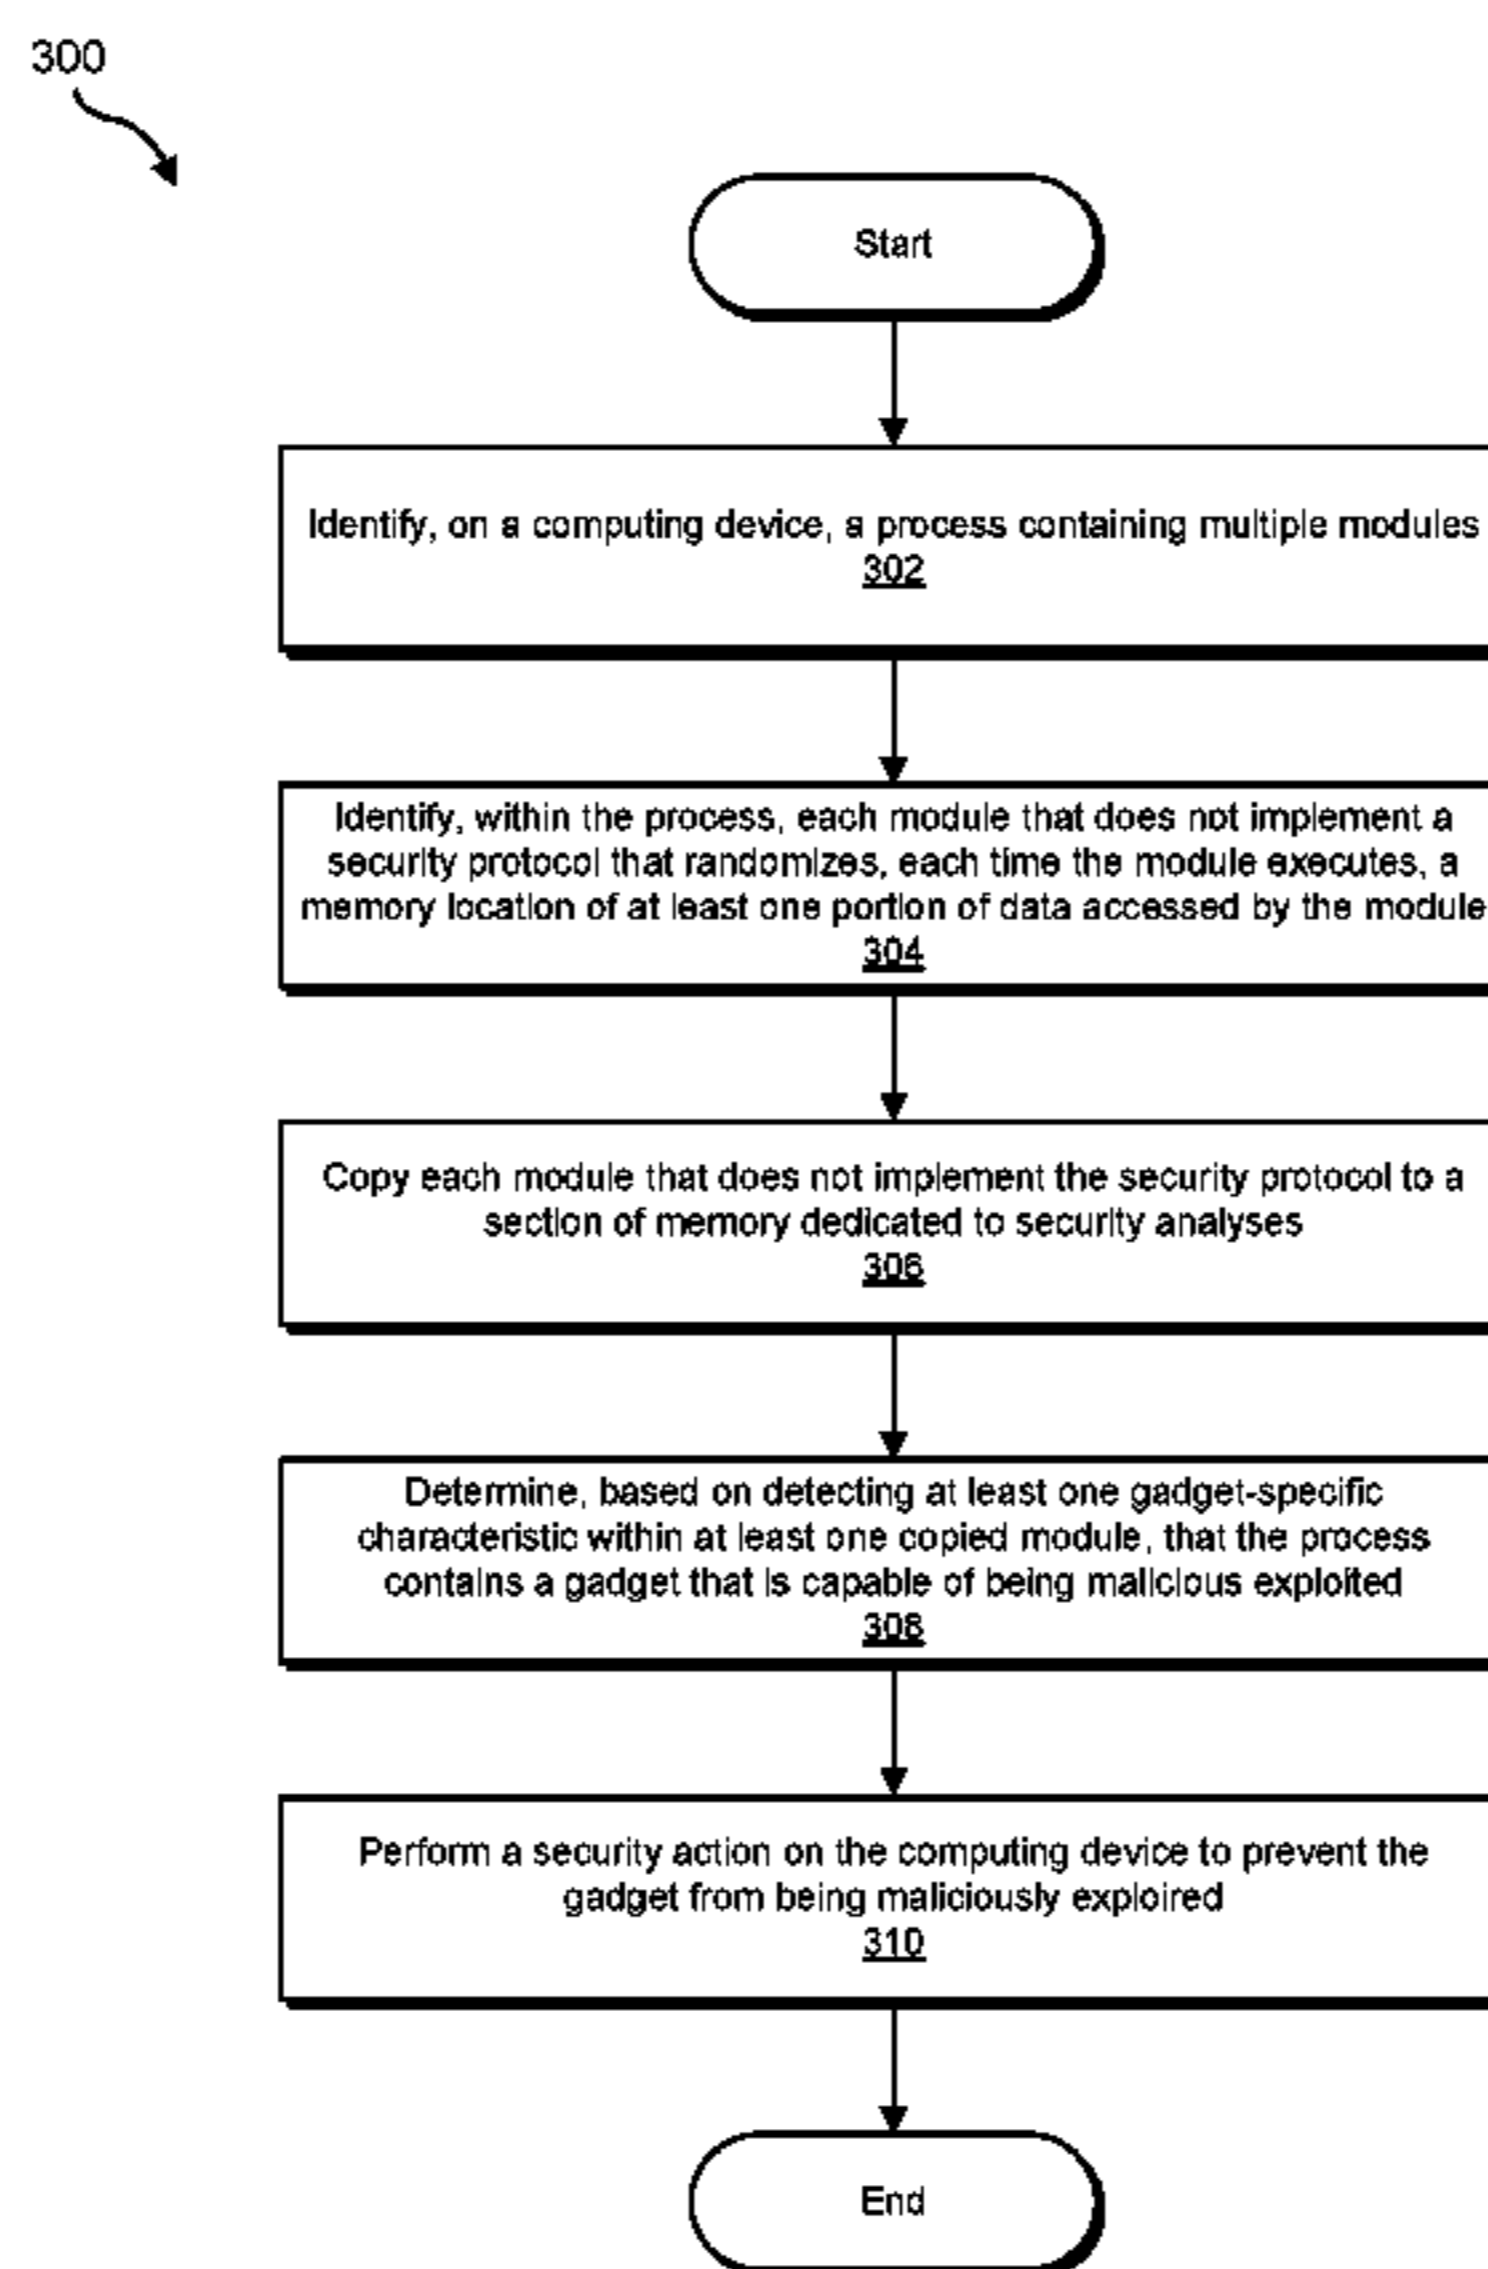 300
Start
Identify, on a computing device, a process containing multiple modules
302
Identify, within the process, each module that does not implement a
security protocol that randomizes, each time the module executes, a
memory location of at least one portion of data accessed by the module
304
Copy each module that does not implement the security protocol to a
section of memory dedicated to security analyses
306
Determine, based on detecting at least one gadget-specific
characteristic within at least one copied module, that the process
contains a gadget that is capable of being malicious exploited
308
Perform a security action on the computing device to prevent the
gadget from being maliciously exploired
310
End